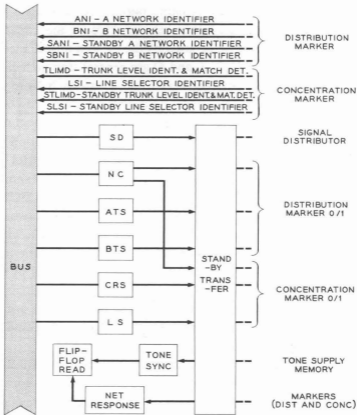 ANI - A NETWORK IDENTIFIER
BNI - B NETWORK IDENTIFIER
SANI - STANDBY A NETWORK IDENTIFIER
SBNI - STANDBY B NETWORK IDENTIFIER
DISTRIBUTION
MARKER
TLIMD - TRUNK LEVEL IDENT. & MATCH DET.
LSI - LINE SELECTOR IDENTIFIER
STLIMD-STANDBY TRUNK LEVEL IDENT.& MAT. DET.
SLSI - STANDBY LINE SELECTOR IDENTIFIER
CONCENTRATION
MARKER
SD
SIGNAL
DISTRIBUTOR
NC
ATS
BTS
DISTRIBUTION
MARKER 0/1
BUS
STAND
-BY
TRANS
-FER
CRS
LS
CONCENTRATION
MARKER 0/1
FLIP-
FLOP
READ
TONE
SYNC
TONE SUPPLY
MEMORY
NET
RESPONSE
MARKERS
(DIST AND CONC)